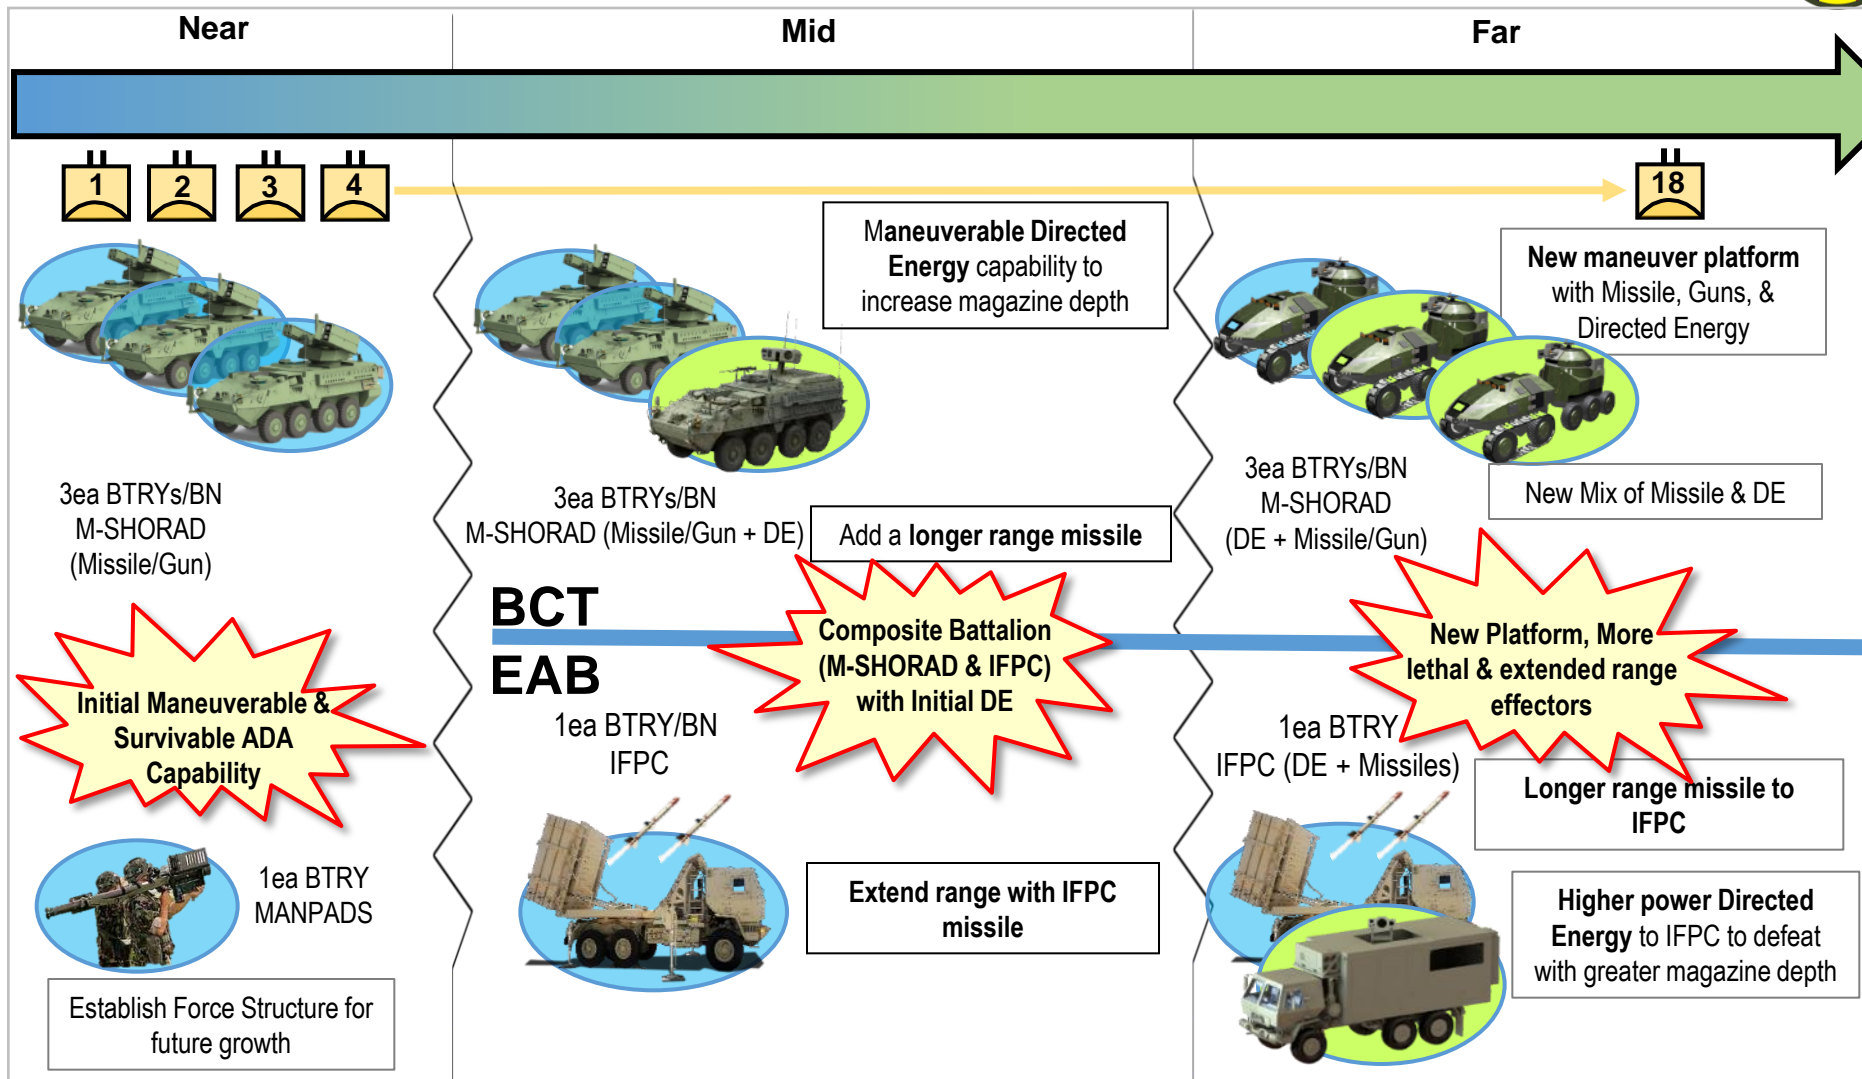 Near
Mid
Far
1
2
3
4
18
Maneuverable Directed
Energy capability to
increase magazine depth
New maneuver platform
with Missile, Guns, &
Directed Energy
3ea BTRYs/BN
M-SHORAD
(Missile/Gun)
3ea BTRYs/BN
M-SHORAD (Missile/Gun + DE)
Add a longer range missile
3ea BTRYs/BN
M-SHORAD
(DE + Missile/Gun)
New Mix of Missile & DE
BCT
EAB
Initial Maneuverable &
Survivable ADA
Capability
Composite Battalion
(M-SHORAD & IFPC)
with Initial DE
New Platform, More
lethal & extended range
effectors
1ea BTRY/BN
IFPC
1ea BTRY
IFPC (DE + Missiles)
Longer range missile to
IFPC
1ea BTRY
MANPADS
Extend range with IFPC
missile
Higher power Directed
Energy to IFPC to defeat
with greater magazine depth
Establish Force Structure for
future growth